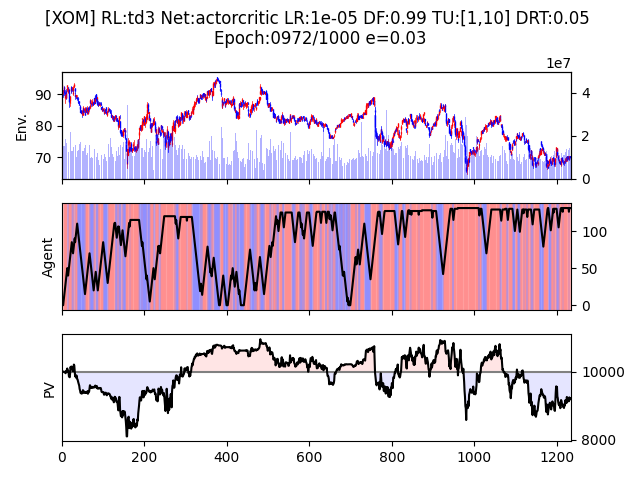 [XOM] RL:td3 Net:actorcritic LR:1e-05 DF:0.99 TU:[1,10] DRT:0.05
Epoch:0972/1000 e=0.03
1e7
Env.
90
80
70
4
2
0
Agent
100
50
0
PV
10000
8000
0 200 400 600 800 1000 1200